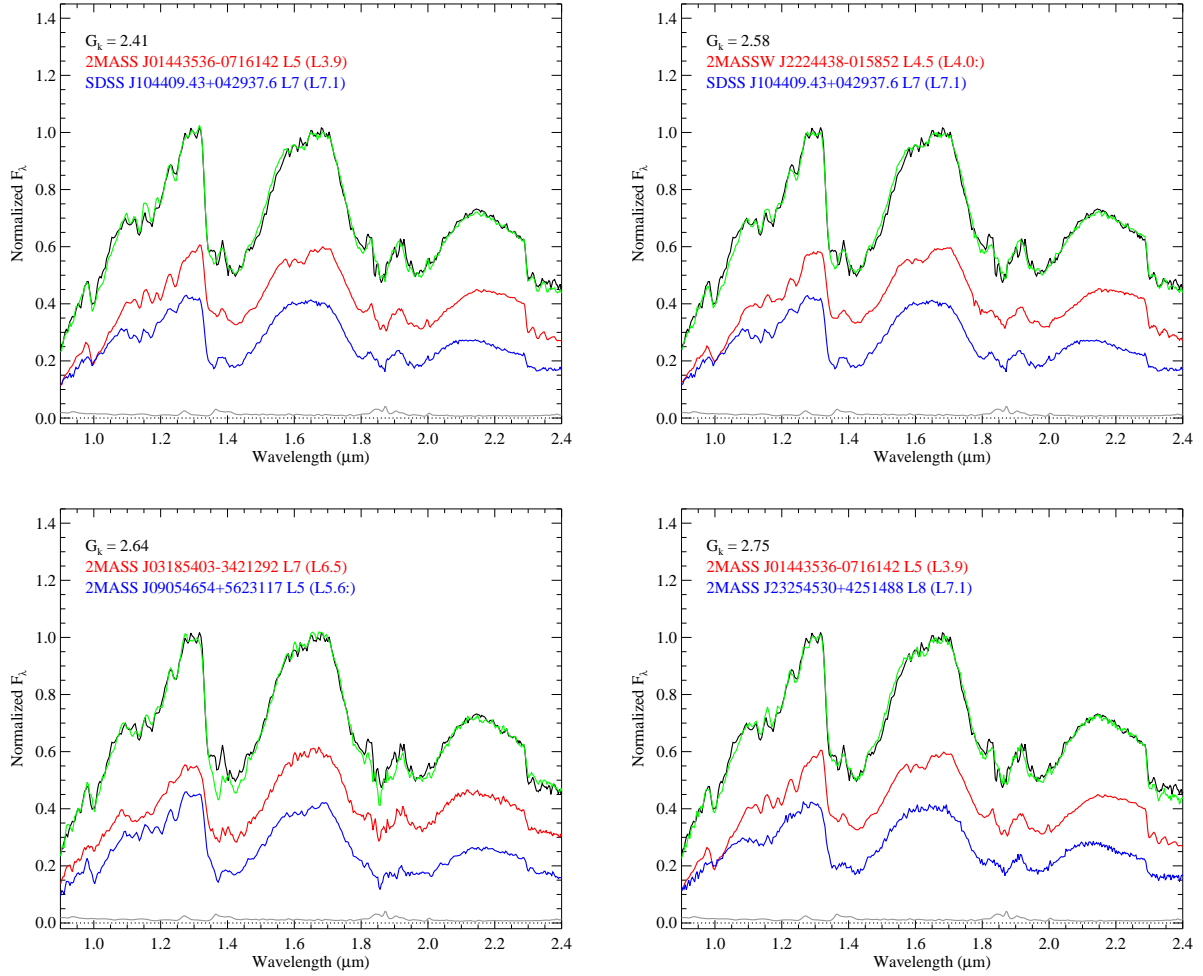 G_k = 2.41
2MASS J01443536-0716142 L5 (L3.9)
SDSS J104409.43+042937.6 L7 (L7.1)
1.4
1.2
1.0
0.8
0.6
0.4
0.2
0.0
Normalized F_λ
1.0 1.2 1.4 1.6 1.8 2.0 2.2 2.4
Wavelength (μm)
G_k = 2.58
2MASSW J2224438-015852 L4.5 (L4.0:)
SDSS J104409.43+042937.6 L7 (L7.1)
1.4
1.2
1.0
0.8
0.6
0.4
0.2
0.0
Normalized F_λ
1.0 1.2 1.4 1.6 1.8 2.0 2.2 2.4
Wavelength (μm)
G_k = 2.64
2MASS J03185403-3421292 L7 (L6.5)
2MASS J09054654+5623117 L5 (L5.6:)
1.4
1.2
1.0
0.8
0.6
0.4
0.2
0.0
Normalized F_λ
1.0 1.2 1.4 1.6 1.8 2.0 2.2 2.4
Wavelength (μm)
G_k = 2.75
2MASS J01443536-0716142 L5 (L3.9)
2MASS J23254530+4251488 L8 (L7.1)
1.4
1.2
1.0
0.8
0.6
0.4
0.2
0.0
Normalized F_λ
1.0 1.2 1.4 1.6 1.8 2.0 2.2 2.4
Wavelength (μm)